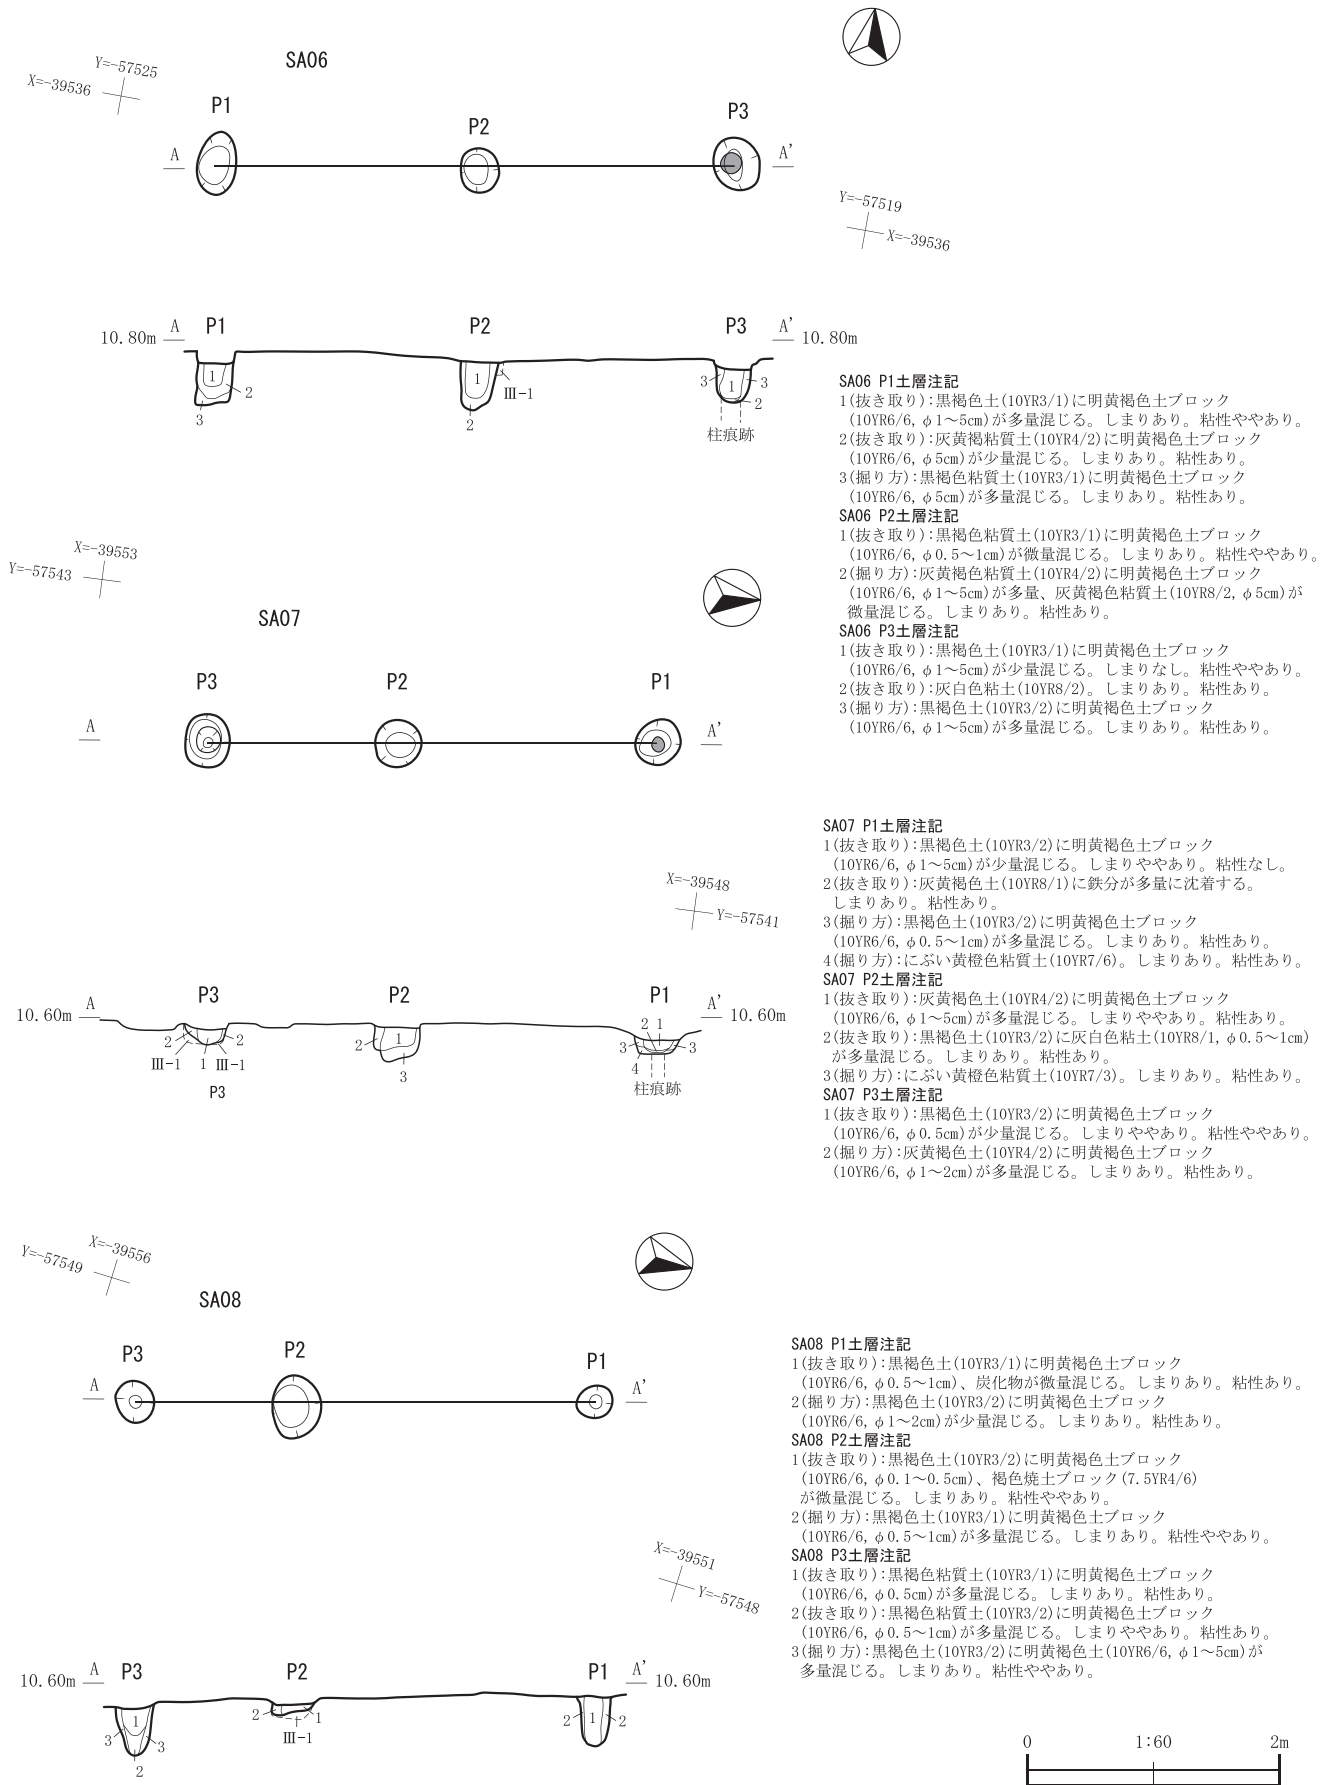 SA06
Y=-57525
X=-39536
P1
P2
P3
A
A'
Y=-57519
X=-39536
10.80m
A
P1
P2
P3
A'
10.80m
1
2
3
1
Ⅲ-1
2
3
1
3
2
柱痕跡
SA06 P1土層注記
1(抜き取り):黒褐色土(10YR3/1)に明黄褐色土ブロック
(10YR6/6,φ1～5cm)が多量混じる。しまりあり。粘性ややあり。
2(抜き取り):灰黄褐粘質土(10YR4/2)に明黄褐色土ブロック
(10YR6/6,φ5cm)が少量混じる。しまりあり。粘性あり。
3(掘り方):黒褐色粘質土(10YR3/1)に明黄褐色土ブロック
(10YR6/6,φ5cm)が多量混じる。しまりあり。粘性あり。
SA06 P2土層注記
1(抜き取り):黒褐色粘質土(10YR3/1)に明黄褐色土ブロック
(10YR6/6,φ0.5～1cm)が微量混じる。しまりあり。粘性ややあり。
2(掘り方):灰黄褐色粘質土(10YR4/2)に明黄褐色土ブロック
(10YR6/6,φ1～5cm)が多量、灰黄褐色粘質土(10YR8/2,φ5cm)が
微量混じる。しまりあり。粘性あり。
SA06 P3土層注記
1(抜き取り):黒褐色土(10YR3/1)に明黄褐色土ブロック
(10YR6/6,φ1～5cm)が少量混じる。しまりなし。粘性ややあり。
2(抜き取り):灰白色粘土(10YR8/2)。しまりあり。粘性あり。
3(掘り方):黒褐色土(10YR3/2)に明黄褐色土ブロック
(10YR6/6,φ1～5cm)が多量混じる。しまりあり。粘性あり。
X=-39553
Y=-57543
SA07
P3
P2
P1
A
A'
X=-39548
Y=-57541
10.60m
A
P3
P2
P1
A'
10.60m
2
Ⅲ-1
1
Ⅲ-1
2
P3
2
1
3
2
1
3
3
4
柱痕跡
SA07 P1土層注記
1(抜き取り):黒褐色土(10YR3/2)に明黄褐色土ブロック
(10YR6/6,φ1～5cm)が少量混じる。しまりややあり。粘性なし。
2(抜き取り):灰黄褐色土(10YR8/1)に鉄分が多量に沈着する。
しまりあり。粘性あり。
3(掘り方):黒褐色土(10YR3/2)に明黄褐色土ブロック
(10YR6/6,φ0.5～1cm)が多量混じる。しまりあり。粘性あり。
4(掘り方):にぶい黄橙色粘質土(10YR7/6)。しまりあり。粘性あり。
SA07 P2土層注記
1(抜き取り):灰黄褐色土(10YR4/2)に明黄褐色土ブロック
(10YR6/6,φ1～5cm)が多量混じる。しまりややあり。粘性あり。
2(抜き取り):黒褐色土(10YR3/2)に灰白色粘土(10YR8/1,φ0.5～1cm)
が多量混じる。しまりあり。粘性あり。
3(掘り方):にぶい黄橙色粘質土(10YR7/3)。しまりあり。粘性あり。
SA07 P3土層注記
1(抜き取り):黒褐色土(10YR3/2)に明黄褐色土ブロック
(10YR6/6,φ0.5cm)が少量混じる。しまりややあり。粘性ややあり。
2(掘り方):灰黄褐色土(10YR4/2)に明黄褐色土ブロック
(10YR6/6,φ1～2cm)が多量混じる。しまりあり。粘性あり。
X=-39556
Y=-57549
SA08
P3
P2
P1
A
A'
X=-39551
Y=-57548
10.60m
A
P3
P2
P1
A'
10.60m
1
3
3
2
2
1
Ⅲ-1
2
1
2
SA08 P1土層注記
1(抜き取り):黒褐色土(10YR3/1)に明黄褐色土ブロック
(10YR6/6,φ0.5～1cm)、炭化物が微量混じる。しまりあり。粘性あり。
2(掘り方):黒褐色土(10YR3/2)に明黄褐色土ブロック
(10YR6/6,φ1～2cm)が少量混じる。しまりあり。粘性あり。
SA08 P2土層注記
1(抜き取り):黒褐色土(10YR3/2)に明黄褐色土ブロック
(10YR6/6,φ0.1～0.5cm)、褐色焼土ブロック(7.5YR4/6)
が微量混じる。しまりあり。粘性ややあり。
2(掘り方):黒褐色土(10YR3/1)に明黄褐色土ブロック
(10YR6/6,φ0.5～1cm)が多量混じる。しまりあり。粘性ややあり。
SA08 P3土層注記
1(抜き取り):黒褐色粘質土(10YR3/1)に明黄褐色土ブロック
(10YR6/6,φ0.5cm)が多量混じる。しまりあり。粘性あり。
2(抜き取り):黒褐色粘質土(10YR3/2)に明黄褐色土ブロック
(10YR6/6,φ0.5～1cm)が多量混じる。しまりややあり。粘性あり。
3(掘り方):黒褐色土(10YR3/2)に明黄褐色土(10YR6/6,φ1～5cm)が
多量混じる。しまりあり。粘性ややあり。
0
1:60
2m